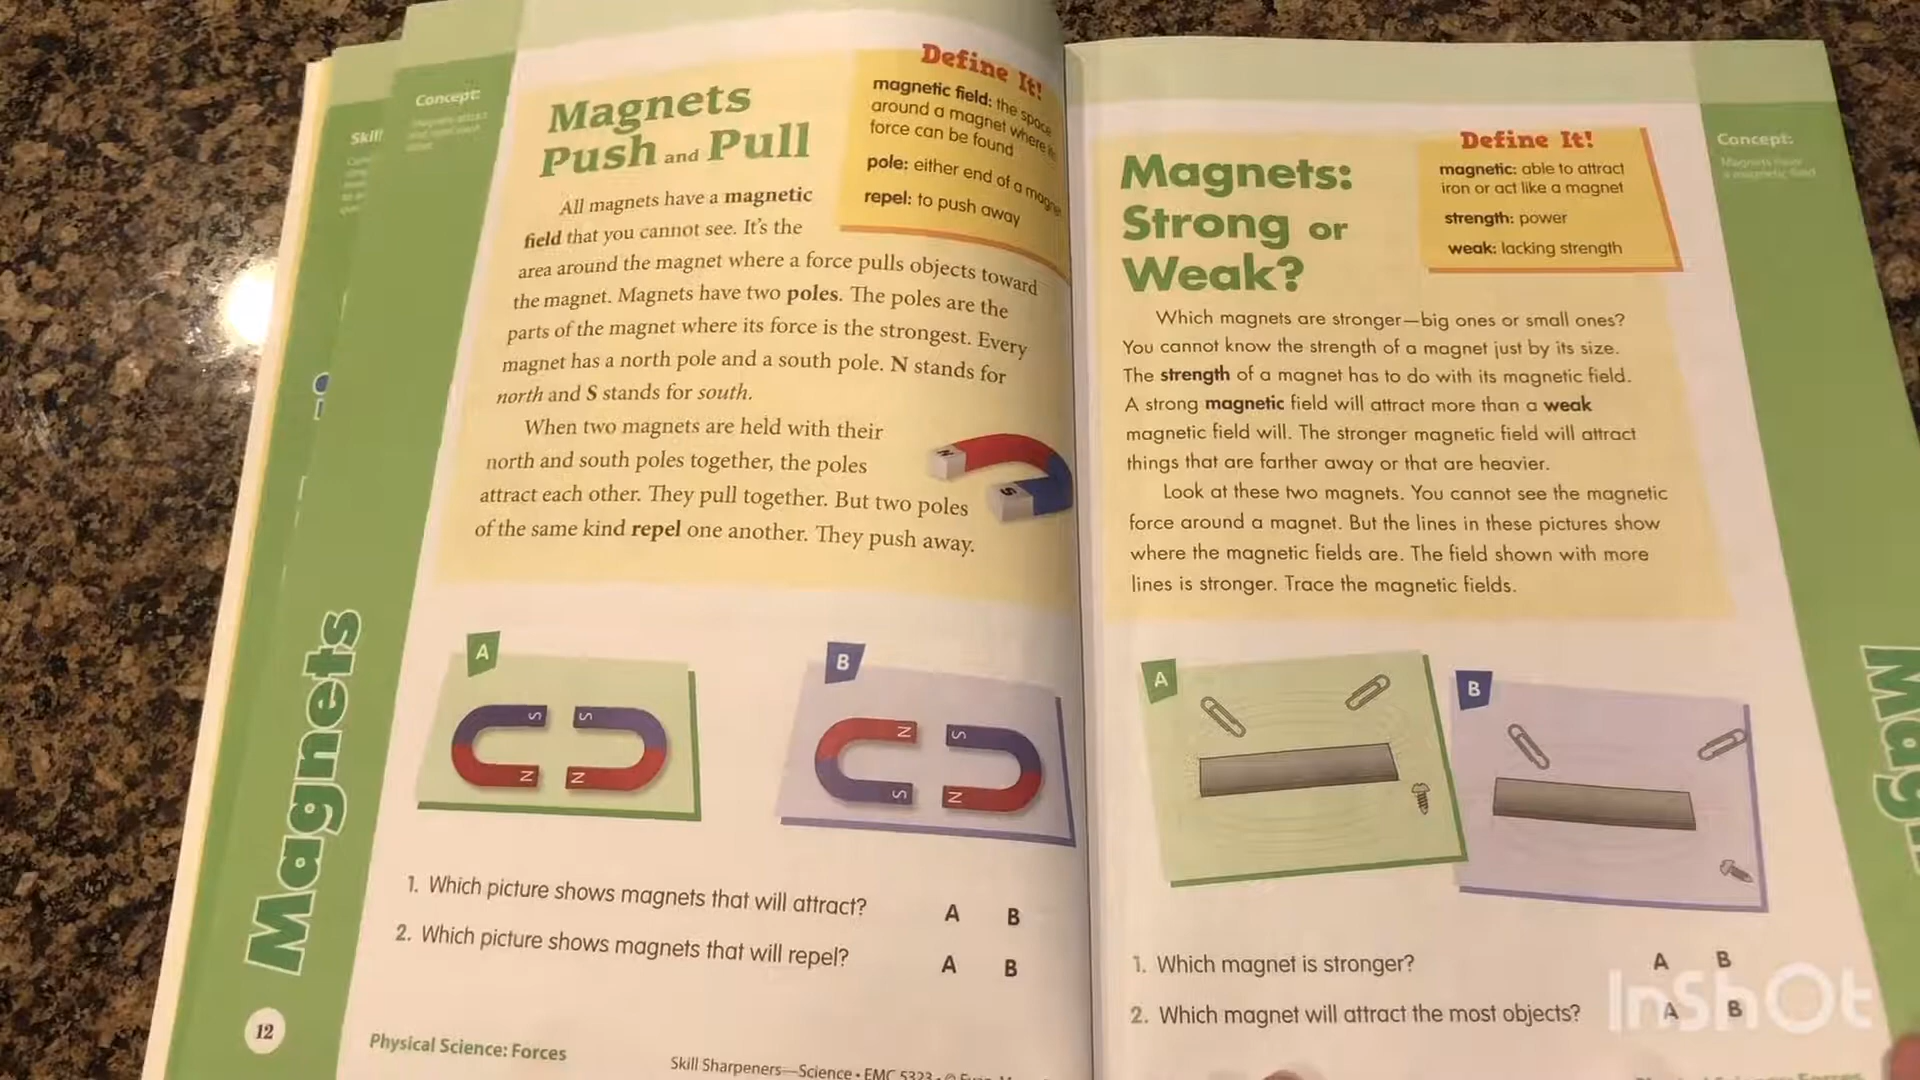 Concept:
Skill
Magnets
Push and Pull
Define It!
magnetic field: the space
around a magnet where
force can be found
pole: either end of a magnet
repel: to push away
All magnets have a magnetic
field that you cannot see. It's the
area around the magnet where a force pulls objects toward
the magnet. Magnets have two poles. The poles are the
parts of the magnet where its force is the strongest. Every
magnet has a north pole and a south pole. N stands for
north and S stands for south.
When two magnets are held with their
north and south poles together, the poles
attract each other. They pull together. But two poles
of the same kind repel one another. They push away.
N
S
A
S
S
N
N
B
N
S
S
N
1. Which picture shows magnets that will attract?
A B
2. Which picture shows magnets that will repel?
A B
Magnets
12
Physical Science: Forces
Skill Sharpeners—Science • EMC 5323 • ©
Magnets:
Strong or
Weak?
Define It!
magnetic: able to attract
iron or act like a magnet
strength: power
weak: lacking strength
Concept:
Magnets have
a magnetic field
Which magnets are stronger—big ones or small ones?
You cannot know the strength of a magnet just by its size.
The strength of a magnet has to do with its magnetic field.
A strong magnetic field will attract more than a weak
magnetic field will. The stronger magnetic field will attract
things that are farther away or that are heavier.
Look at these two magnets. You cannot see the magnetic
force around a magnet. But the lines in these pictures show
where the magnetic fields are. The field shown with more
lines is stronger. Trace the magnetic fields.
A
B
1. Which magnet is stronger?
A B
2. Which magnet will attract the most objects?
A B
InShOt